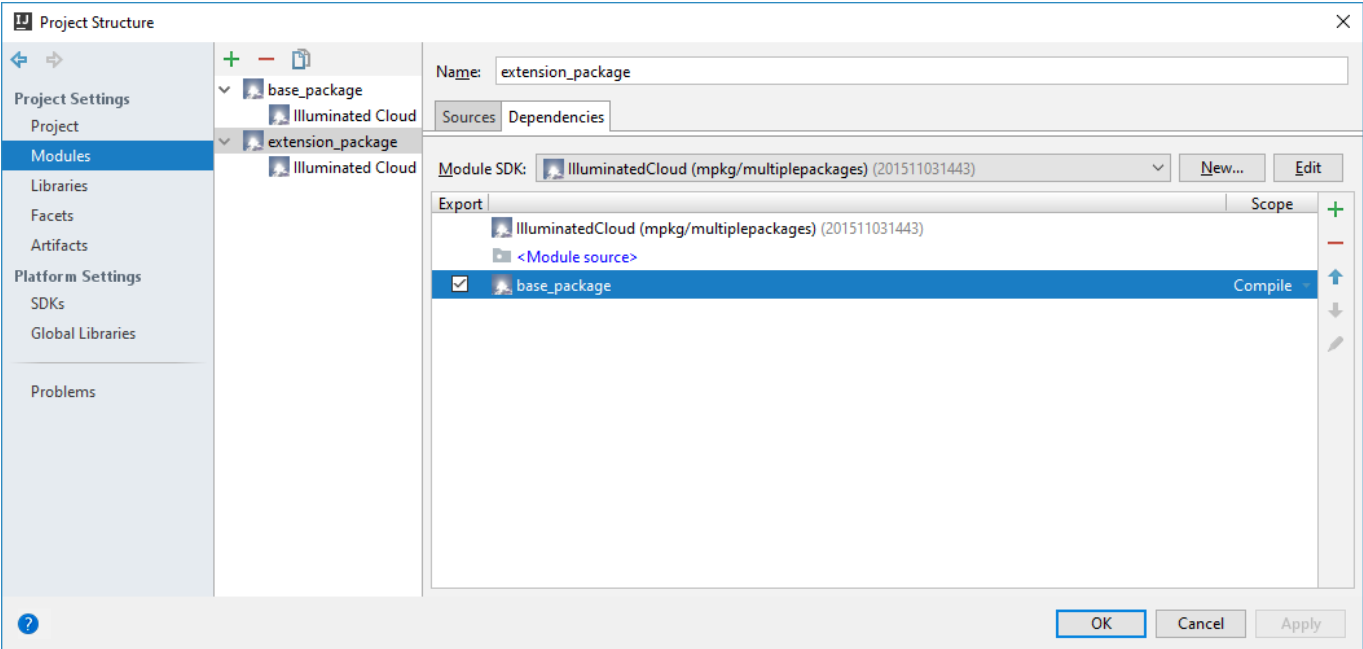 IJ Project Structure
Project Settings
Project
Modules
Libraries
Facets
Artifacts
Platform Settings
SDKs
Global Libraries
Problems
base_package
Illuminated Cloud
extension_package
Illuminated Cloud
Name: extension_package
Sources Dependencies
Module SDK: IlluminatedCloud (mpkg/multiplepackages) (201511031443) New... Edit
Export Scope
IlluminatedCloud (mpkg/multiplepackages) (201511031443)
<Module source>
base_package Compile
? OK Cancel Apply